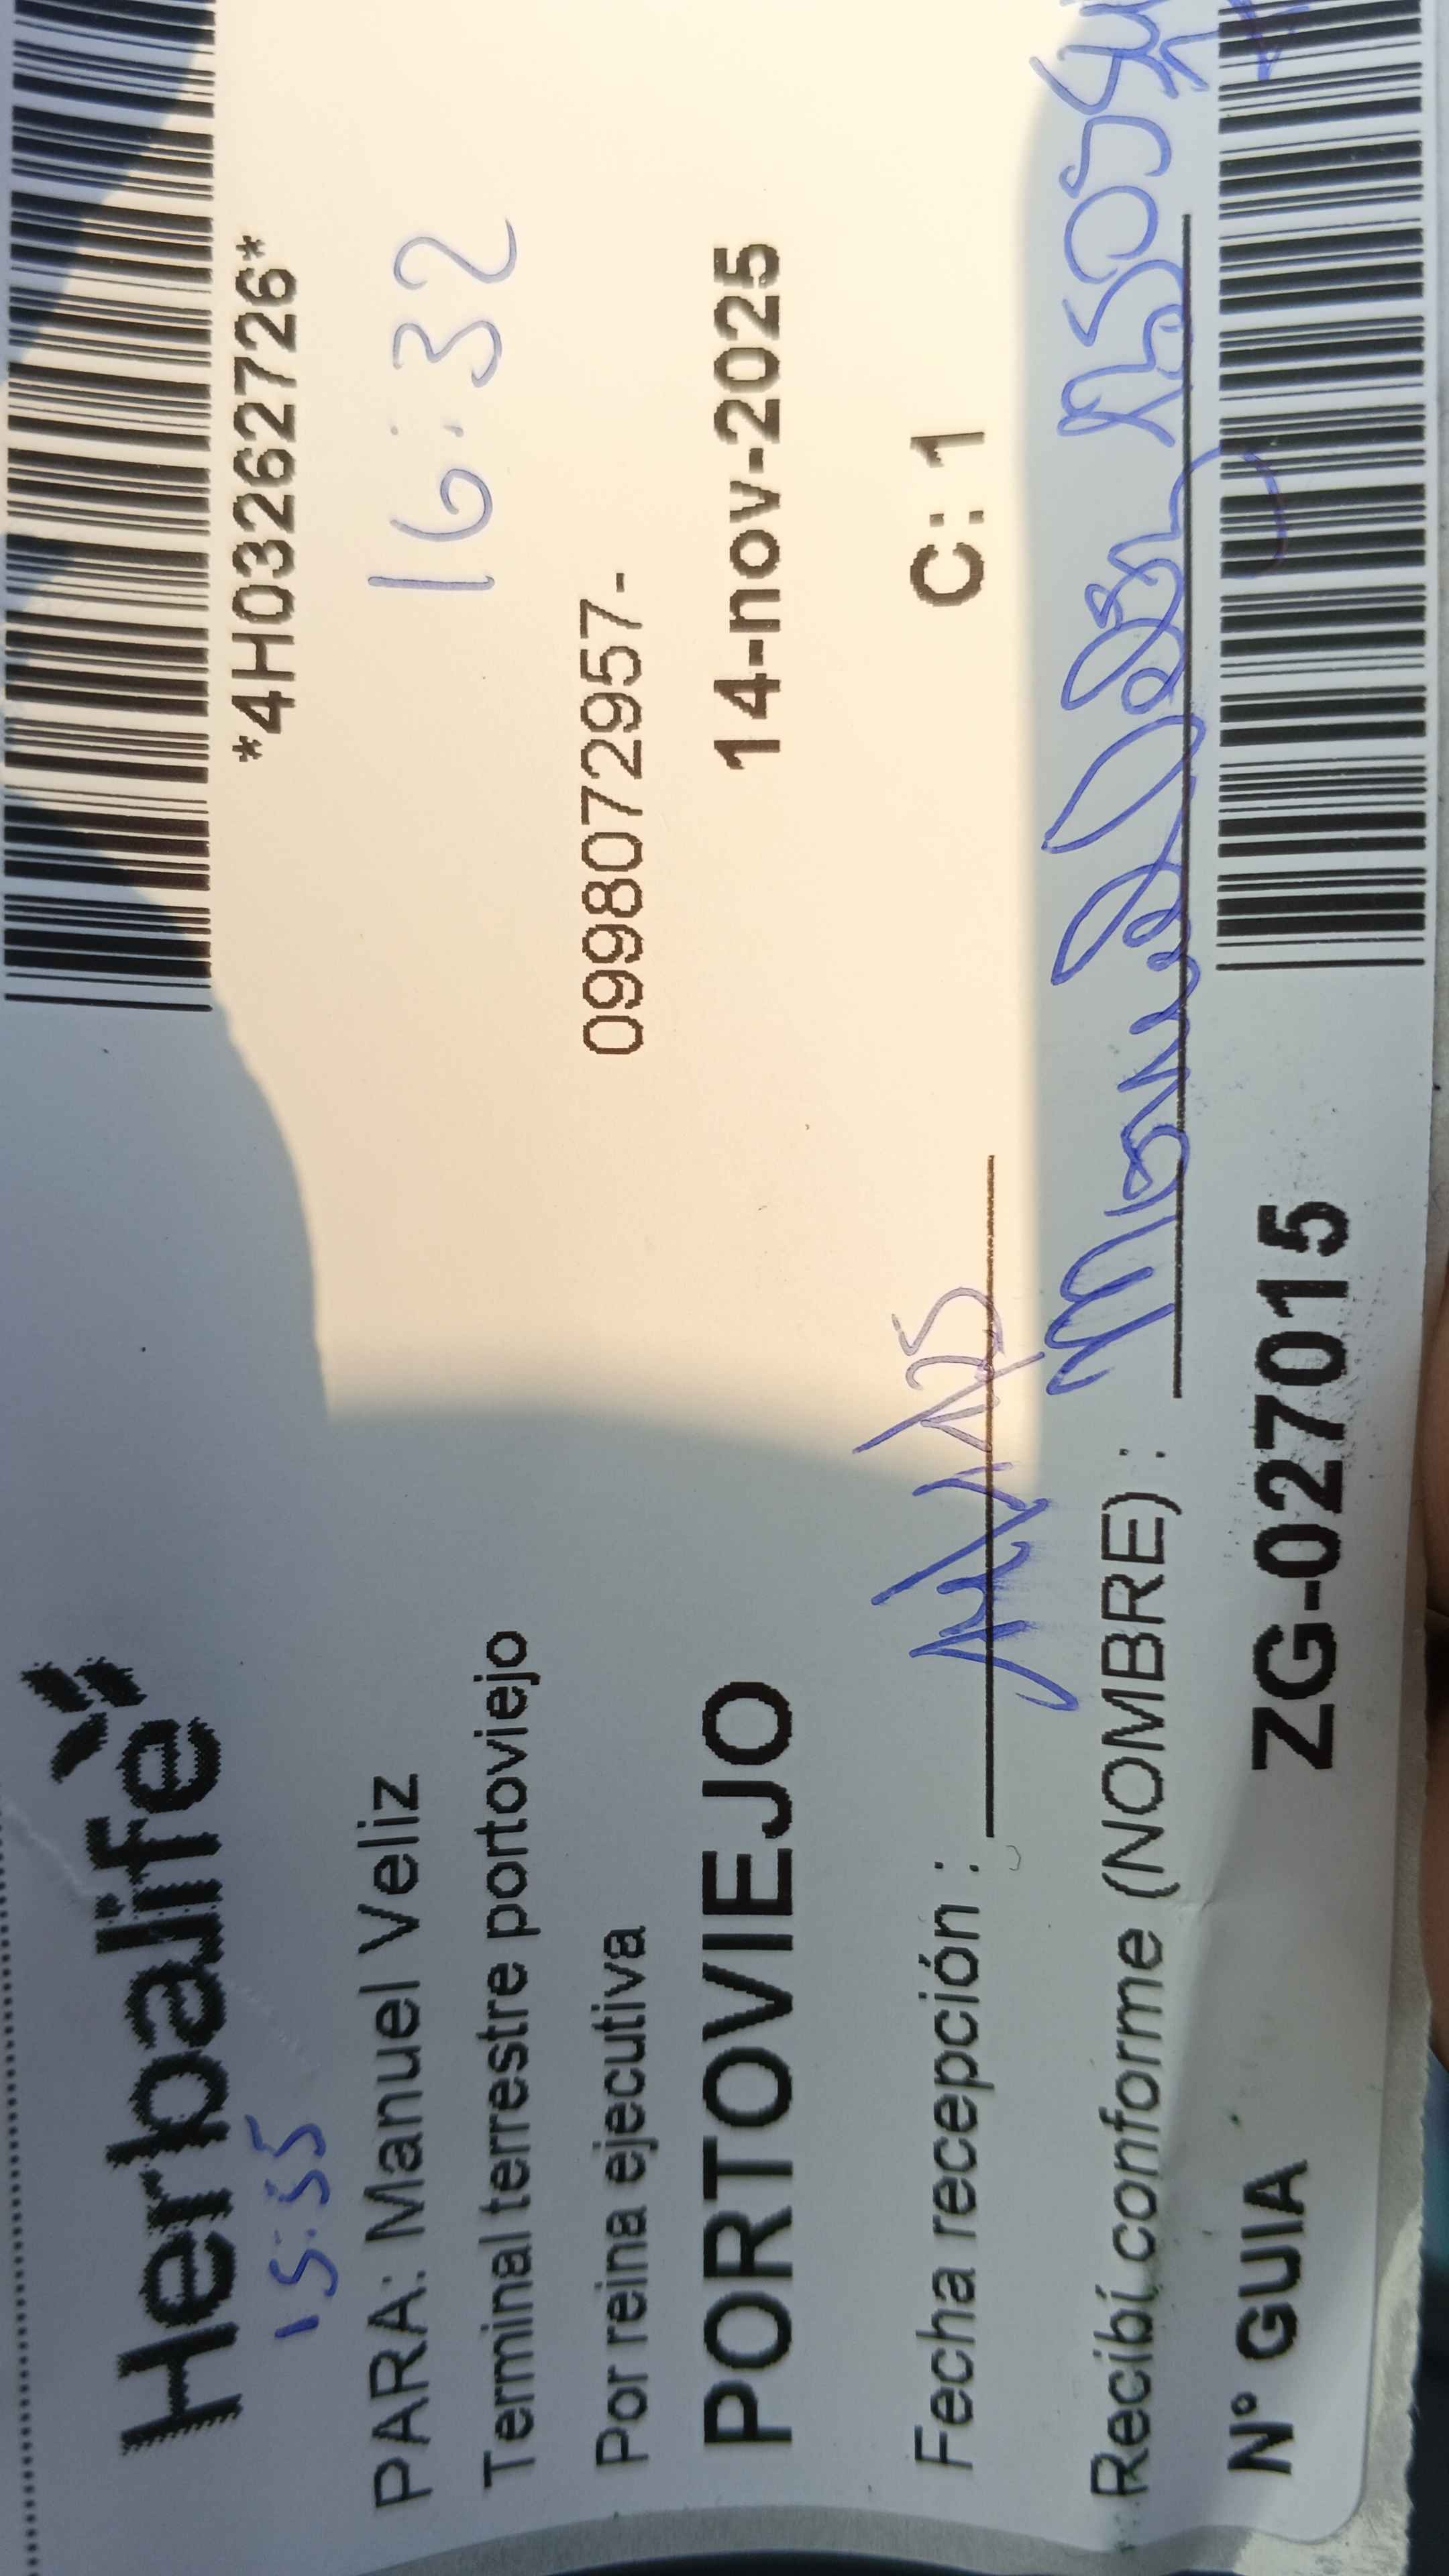 Herbalife
15:55
*4H03262726*
PARA: Manuel Veliz
16:32
Terminal terrestre portoviejo
Por reina ejecutiva 0998072957-
PORTOVIEJO 14-nov-2025
Fecha recepción : C: 1
Recibí conforme (NOMBRE) : Manuel
N° GUIA ZG-027015